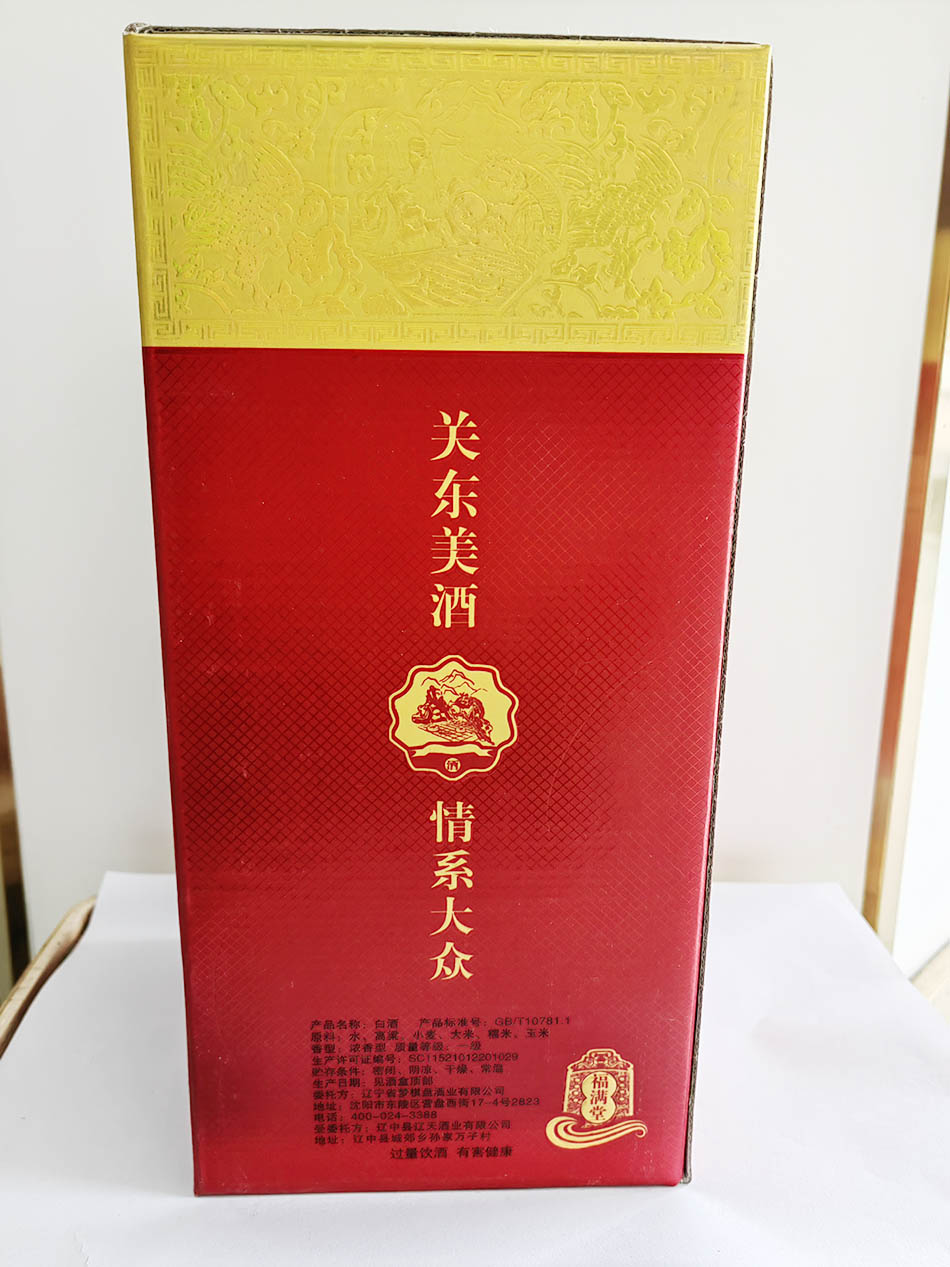 关东美酒
酒
情系大众
产品名称：白酒 产品标准号：GB/T10781.1
原料：水、高粱、小麦、大米、糯米、玉米
香型：浓香型 质量等级：一级
生产许可证编号：SC11521012201029
贮存条件：密闭、阴凉、干燥、常温
生产日期：见酒盒顶部
委托方：辽宁省梦棋盘酒业有限公司
地址：沈阳市东陵区营盘西街17-4号2823
电话：400-024-3388
受委托方：辽中县辽天酒业有限公司
地址：辽中县城郊乡孙家万子村
过量饮酒 有害健康
福满堂